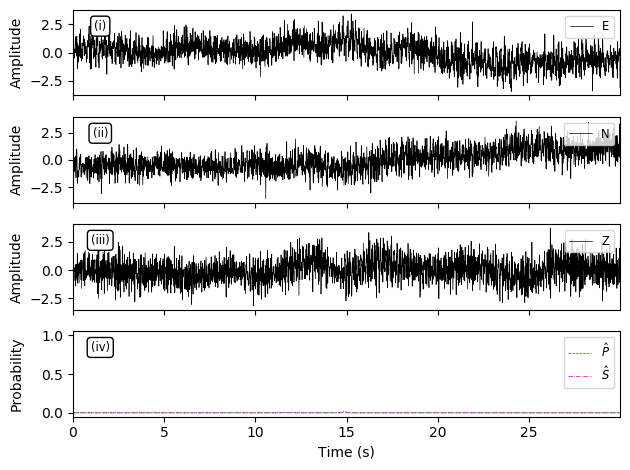 (i)
E
2.5
0.0
−2.5
Amplitude
(ii)
N
2.5
0.0
−2.5
Amplitude
(iii)
Z
2.5
0.0
−2.5
Amplitude
(iv)
P̂
Ŝ
1.0
0.5
0.0
Probability
0 5 10 15 20 25
Time (s)